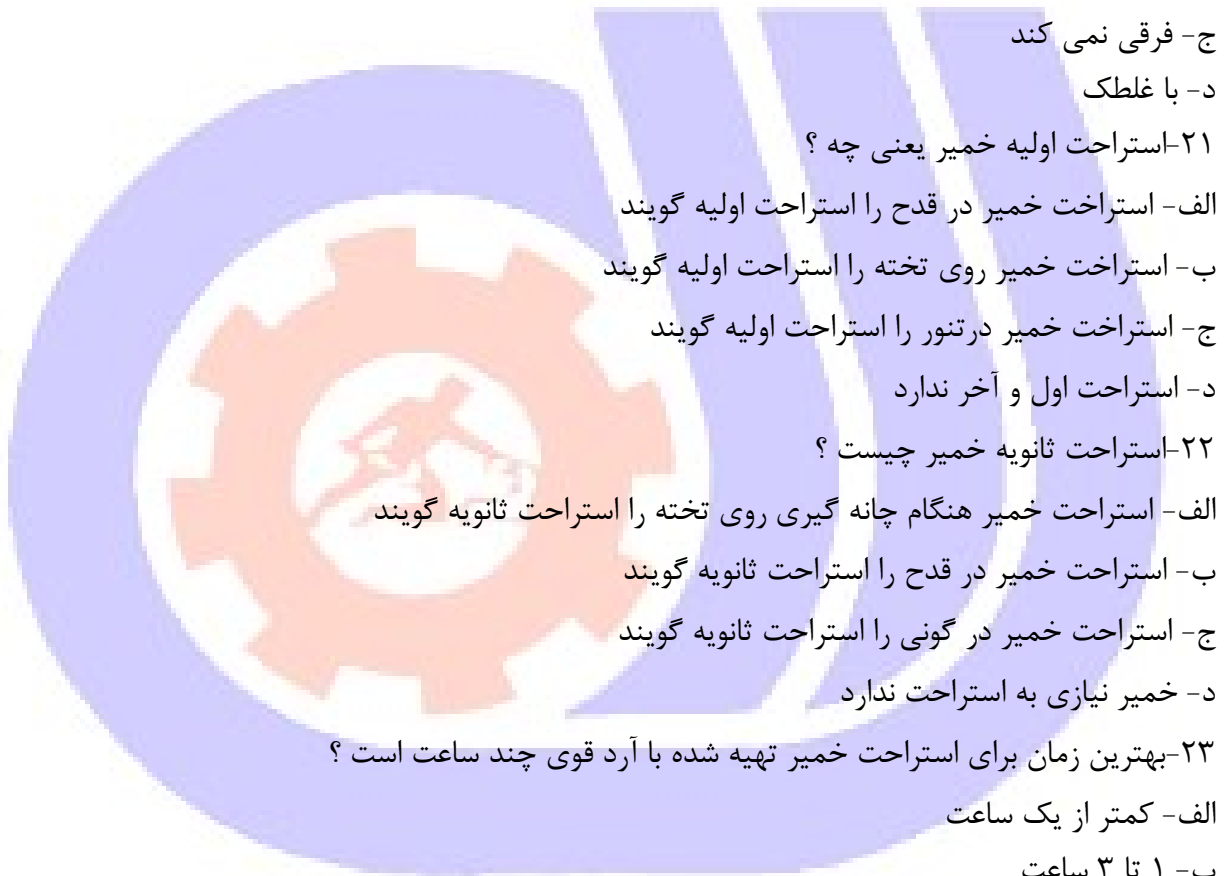 ج- فرقی نمی کند
د- با غلطک
۲۱-استراحت اولیه خمیر یعنی چه ؟
الف- استراخت خمیر در قدح را استراحت اولیه گویند
ب- استراخت خمیر روی تخته را استراحت اولیه گویند
ج- استراخت خمیر درتنور را استراحت اولیه گویند
د- استراحت اول و آخر ندارد
۲۲-استراحت ثانویه خمیر چیست ؟
الف- استراحت خمیر هنگام چانه گیری روی تخته را استراحت ثانویه گویند
ب- استراحت خمیر در قدح را استراحت ثانویه گویند
ج- استراحت خمیر در گونی را استراحت ثانویه گویند
د- خمیر نیازی به استراحت ندارد
۲۳-بهترین زمان برای استراحت خمیر تهیه شده با آرد قوی چند ساعت است ؟
الف- کمتر از یک ساعت
ب- ۱ تا ۳ ساعت